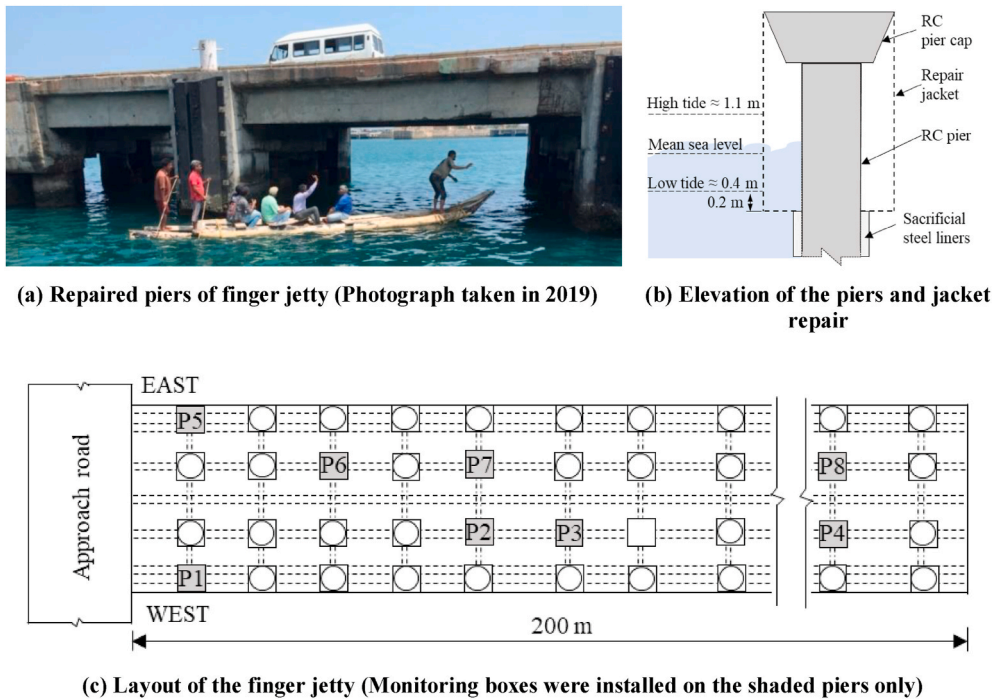 RC
pier cap
Repair
jacket
High tide ≈ 1.1 m
RC pier
Mean sea level
Low tide ≈ 0.4 m
0.2 m
Sacrificial
steel liners
(a) Repaired piers of finger jetty (Photograph taken in 2019)
(b) Elevation of the piers and jacket
repair
EAST
P5
P6
P7
P8
Approach road
P2
P3
P4
P1
WEST
200 m
(c) Layout of the finger jetty (Monitoring boxes were installed on the shaded piers only)